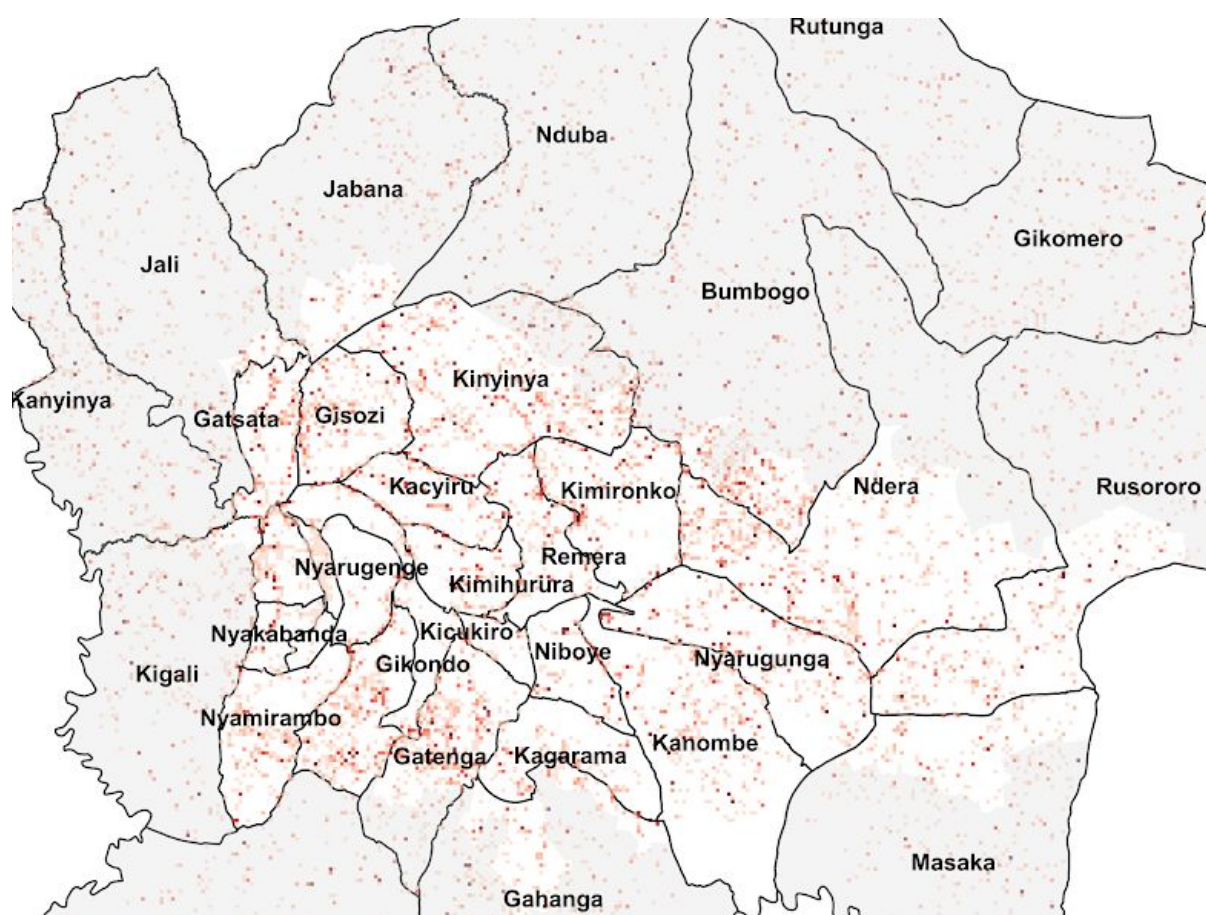 Rutunga
Nduba
Jabana
Gikomero
Jali
Bumbogo
Kinyinya
Kanyinya
Gatsata
Gisozi
Kacyiru
Kimironko
Ndera
Rusororo
Remera
Nyarugenge
Kimihurura
Nyakabanda
Kicukiro
Niboye
Nyarugunga
Gikondo
Kigali
Nyamirambo
Kanombe
Gatenga
Kagarama
Masaka
Gahanga